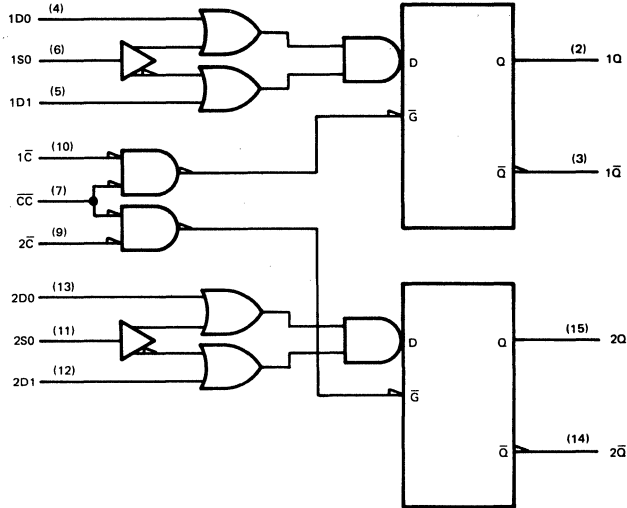 1D0 (4)
1S0 (6)
1D1 (5)
D Q (2) 1Q
G̅
Q̅ (3) 1Q̅
1C̅ (10)
C̅C̅ (7)
2C̅ (9)
2D0 (13)
2S0 (11)
2D1 (12)
D Q (15) 2Q
G̅
Q̅ (14) 2Q̅